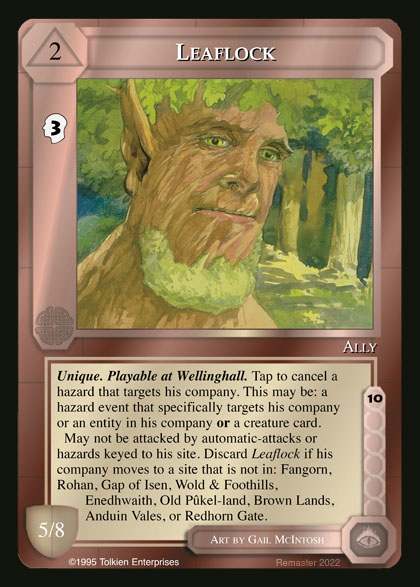 2
Leaflock
3
Ally
Unique. Playable at Wellinghall. Tap to cancel a
hazard that targets his company. This may be: a
hazard event that specifically targets his company
or an entity in his company or a creature card.
May not be attacked by automatic-attacks or
hazards keyed to his site. Discard Leaflock if his
company moves to a site that is not in: Fangorn,
Rohan, Gap of Isen, Wold & Foothills,
Enedhwaith, Old Pûkel-land, Brown Lands,
Anduin Vales, or Redhorn Gate.
10
5/8
Art by Gail McIntosh
©1995 Tolkien Enterprises
Remaster 2022